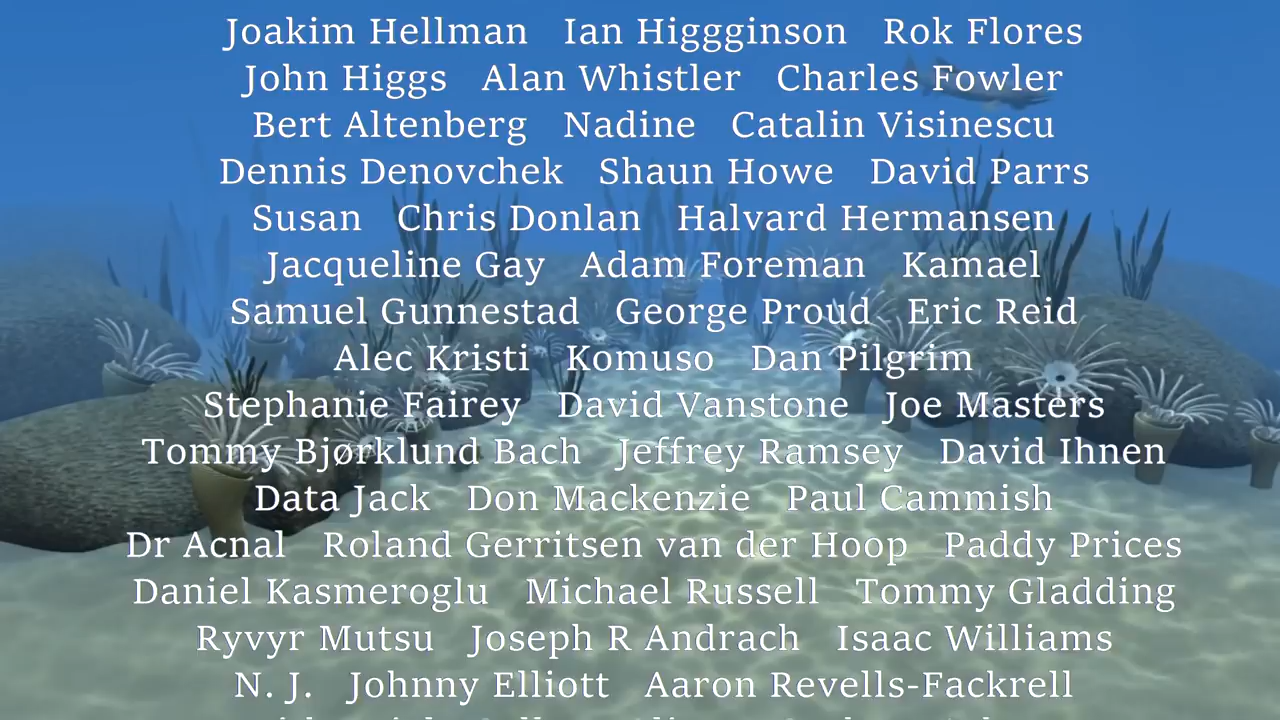 Joakim Hellman Ian Higgginson Rok Flores
John Higgs Alan Whistler Charles Fowler
Bert Altenberg Nadine Catalin Visinescu
Dennis Denovchek Shaun Howe David Parrs
Susan Chris Donlan Halvard Hermansen
Jacqueline Gay Adam Foreman Kamael
Samuel Gunnestad George Proud Eric Reid
Alec Kristi Komuso Dan Pilgrim
Stephanie Fairey David Vanstone Joe Masters
Tommy Bjørklund Bach Jeffrey Ramsey David Ihnen
Data Jack Don Mackenzie Paul Cammish
Dr Acnal Roland Gerritsen van der Hoop Paddy Prices
Daniel Kasmeroglu Michael Russell Tommy Gladding
Ryvyr Mutsu Joseph R Andrach Isaac Williams
N. J. Johnny Elliott Aaron Revells-Fackrell